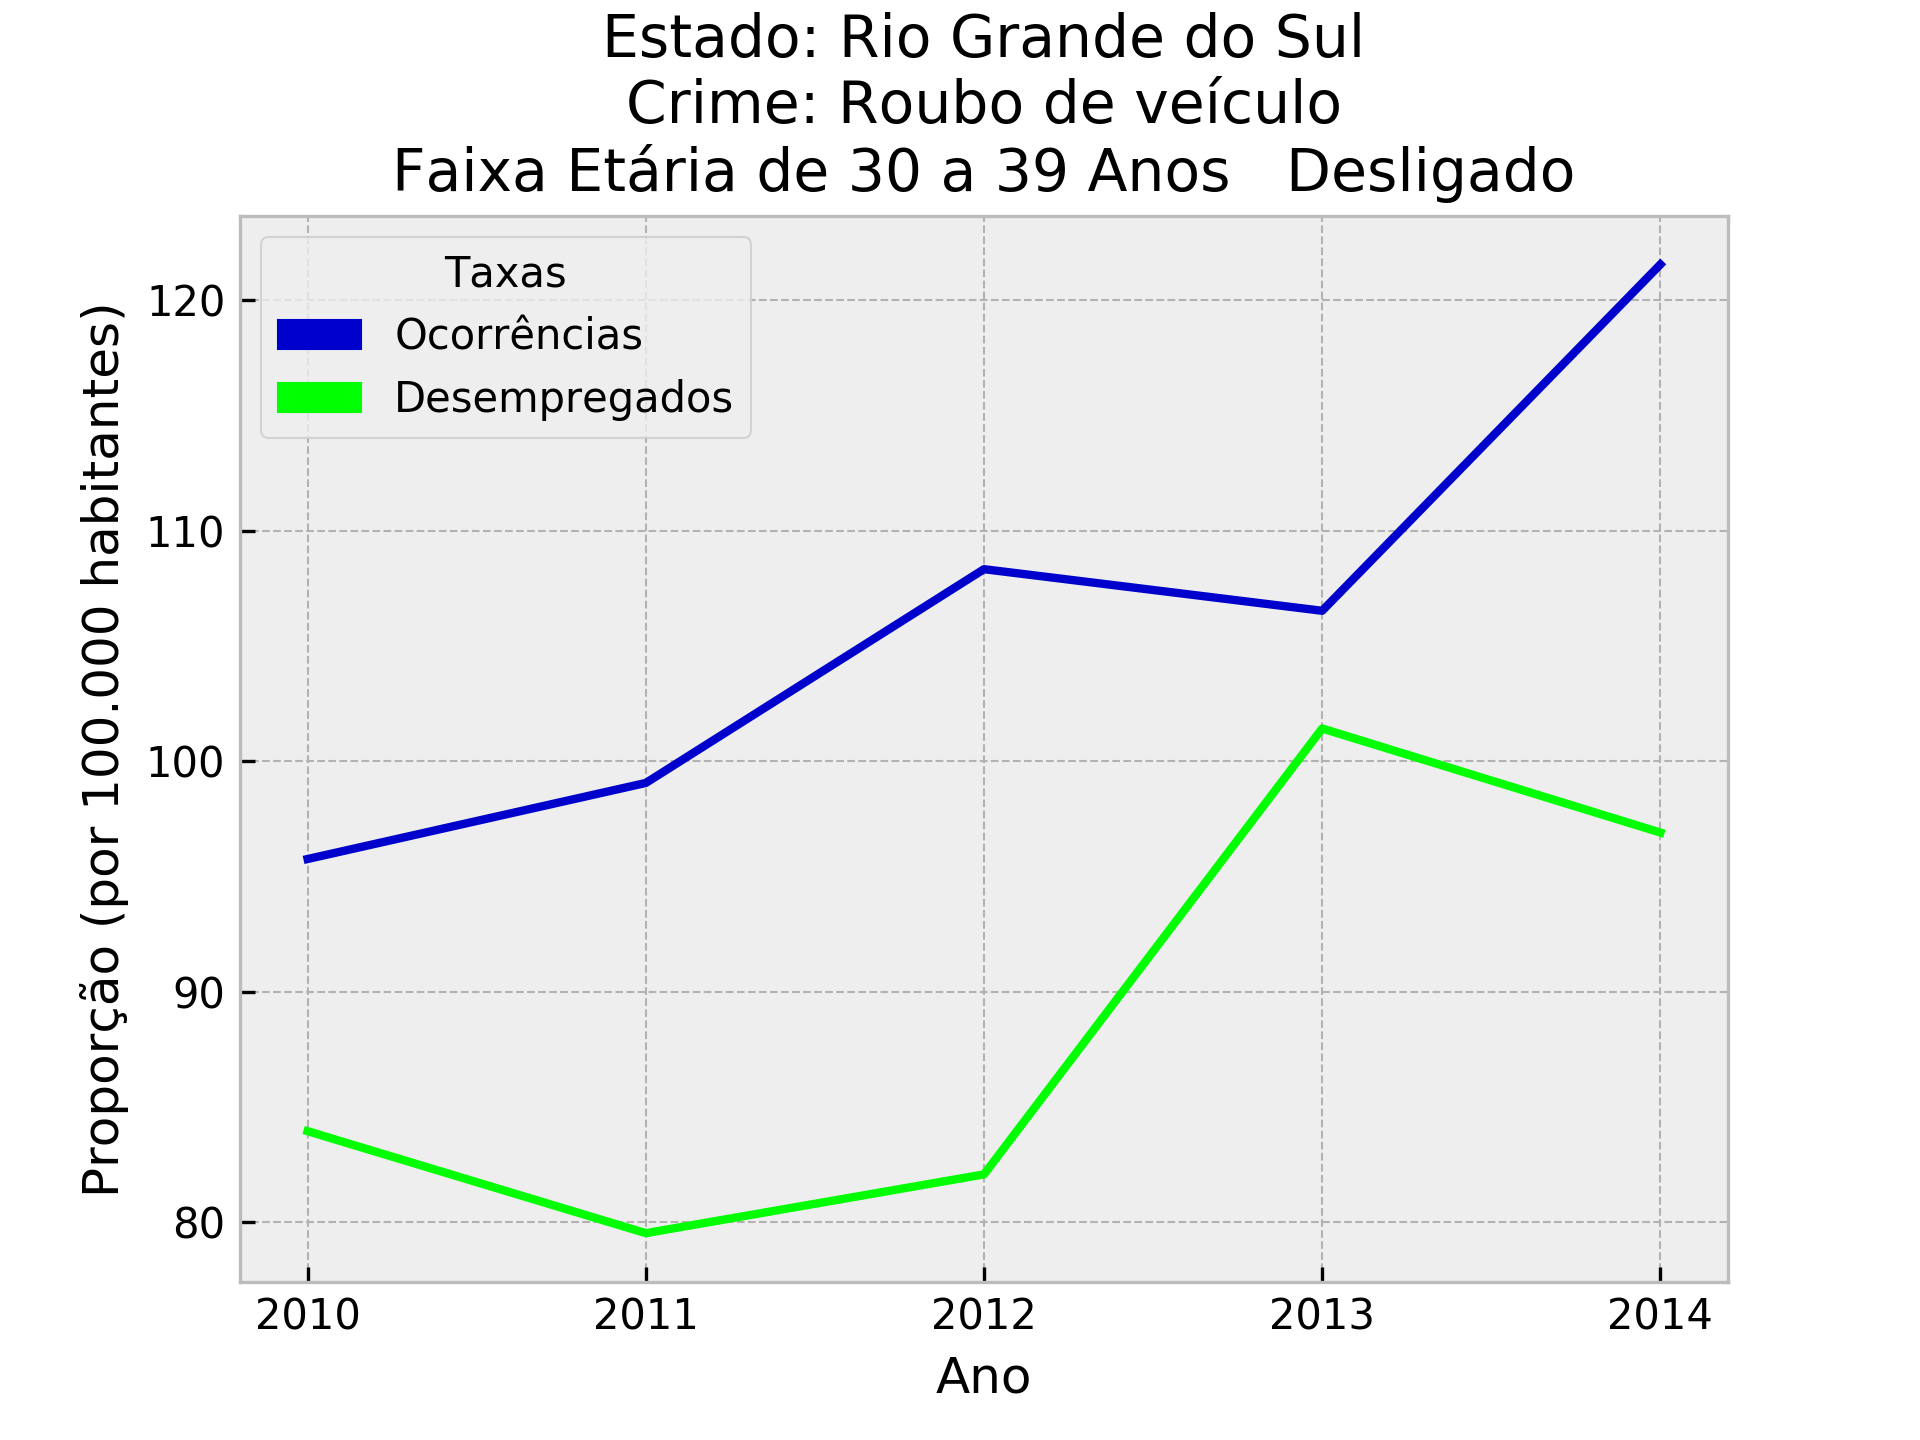 Estado: Rio Grande do Sul
Crime: Roubo de veículo
Faixa Etária de 30 a 39 Anos   Desligado
Taxas
Ocorrências
Desempregados
Proporção (por 100.000 habitantes)
120
110
100
90
80
2010 2011 2012 2013 2014
Ano